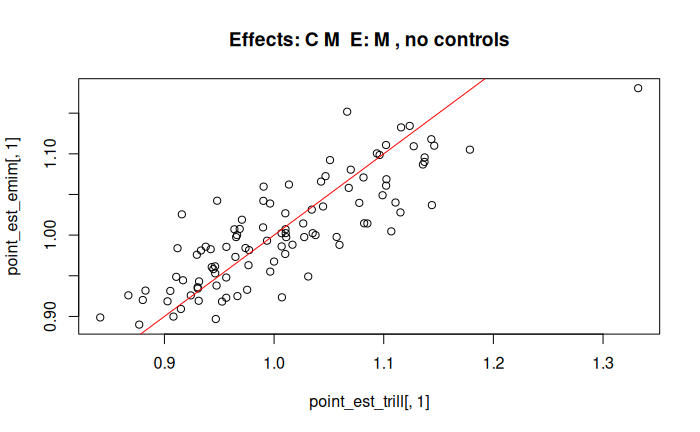 Effects: C M  E: M , no controls
point_est_emim[, 1]
1.10
1.00
0.90
0.9
1.0
1.1
1.2
1.3
point_est_trill[, 1]